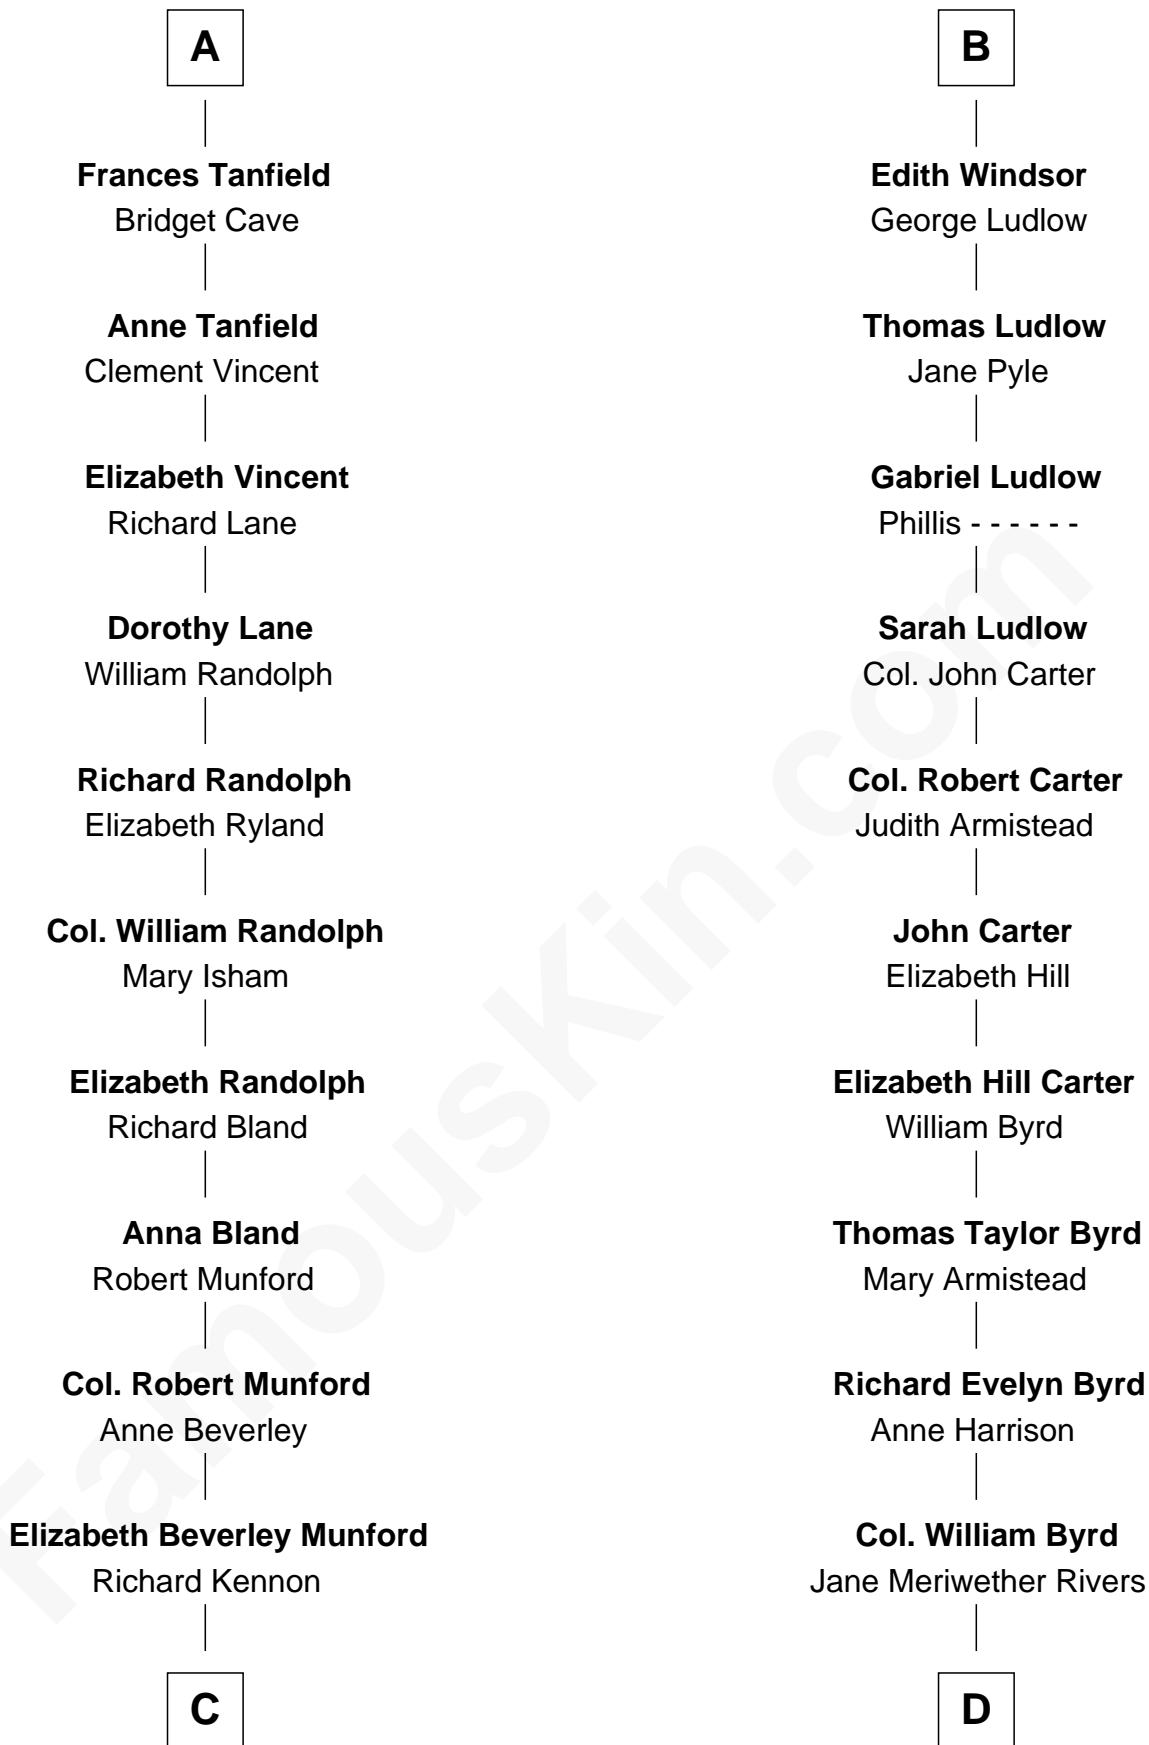 A
Frances Tanfield
Bridget Cave
Anne Tanfield
Clement Vincent
Elizabeth Vincent
Richard Lane
Dorothy Lane
William Randolph
Richard Randolph
Elizabeth Ryland
Col. William Randolph
Mary Isham
Elizabeth Randolph
Richard Bland
Anna Bland
Robert Munford
Col. Robert Munford
Anne Beverley
Elizabeth Beverley Munford
Richard Kennon
C
B
Edith Windsor
George Ludlow
Thomas Ludlow
Jane Pyle
Gabriel Ludlow
Phillis - - - - - -
Sarah Ludlow
Col. John Carter
Col. Robert Carter
Judith Armistead
John Carter
Elizabeth Hill
Elizabeth Hill Carter
William Byrd
Thomas Taylor Byrd
Mary Armistead
Richard Evelyn Byrd
Anne Harrison
Col. William Byrd
Jane Meriwether Rivers
D
FamousKin.com